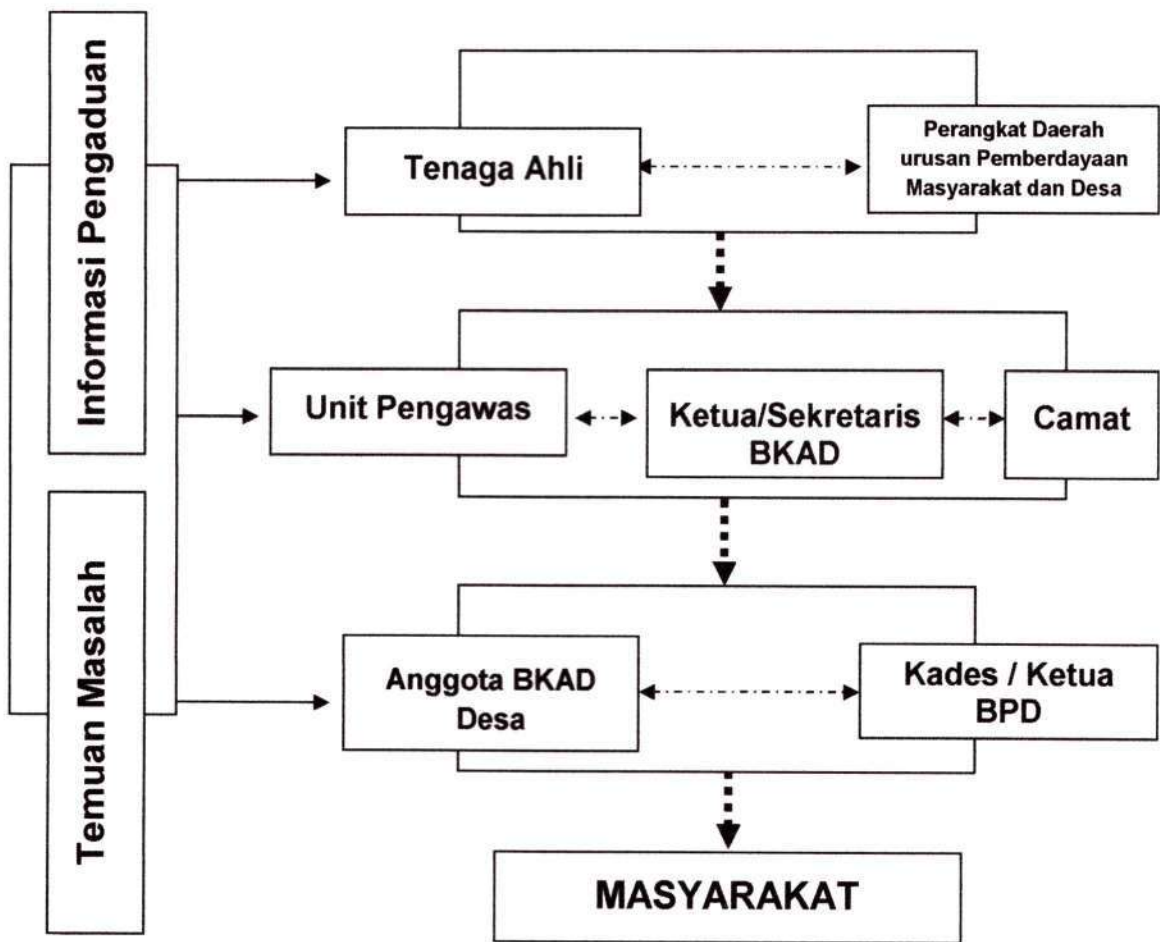 Informasi Pengaduan
Temuan Masalah
Tenaga Ahli
Perangkat Daerah
urusan Pemberdayaan
Masyarakat dan Desa
Unit Pengawas
Ketua/Sekretaris
BKAD
Camat
Anggota BKAD
Desa
Kades / Ketua
BPD
MASYARAKAT